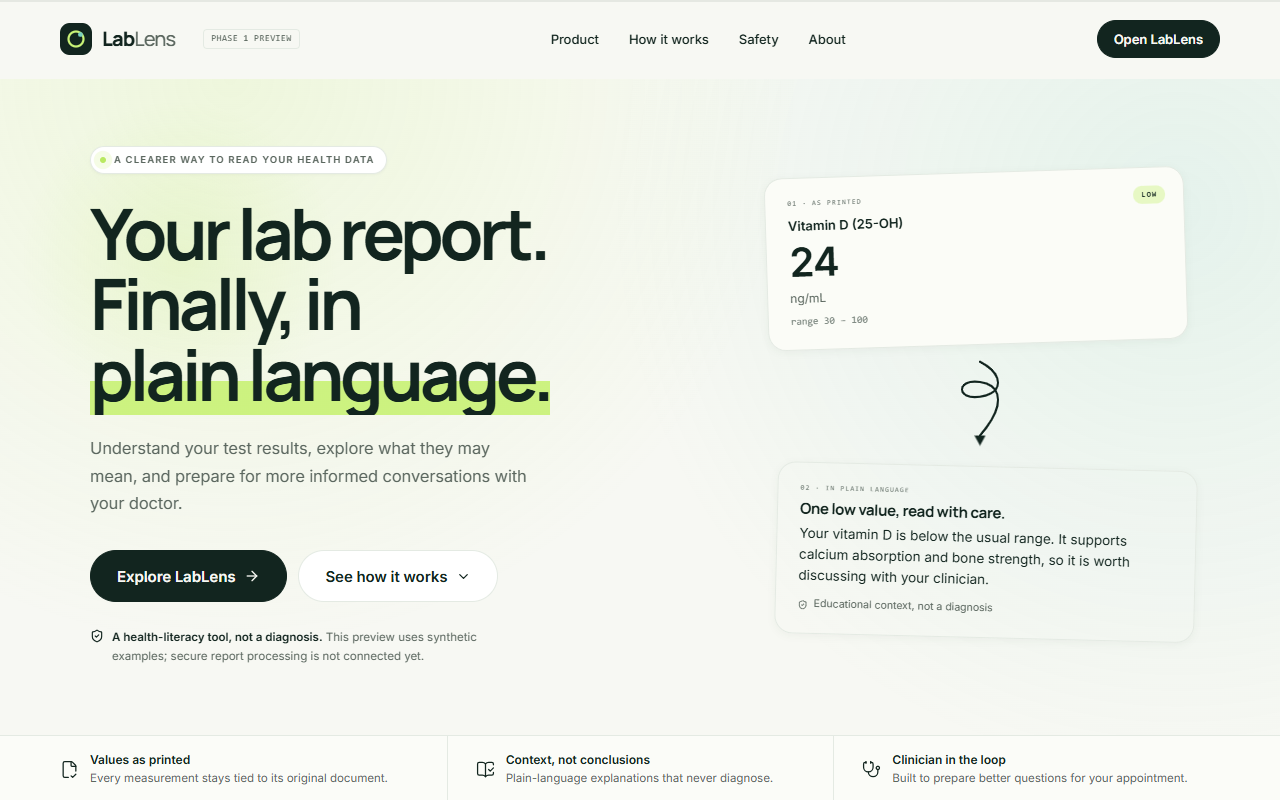 LabLens
PHASE 1 PREVIEW
Product
How it works
Safety
About
Open LabLens
A CLEARER WAY TO READ YOUR HEALTH DATA
Your lab report.
Finally, in
plain language.
Understand your test results, explore what they may
mean, and prepare for more informed conversations with
your doctor.
Explore LabLens
See how it works
A health-literacy tool, not a diagnosis. This preview uses synthetic
examples; secure report processing is not connected yet.
01 - AS PRINTED
LOW
Vitamin D (25-OH)
24
ng/mL
range 30 – 100
02 - IN PLAIN LANGUAGE
One low value, read with care.
Your vitamin D is below the usual range. It supports
calcium absorption and bone strength, so it is worth
discussing with your clinician.
Educational context, not a diagnosis
Values as printed
Every measurement stays tied to its original document.
Context, not conclusions
Plain-language explanations that never diagnose.
Clinician in the loop
Built to prepare better questions for your appointment.